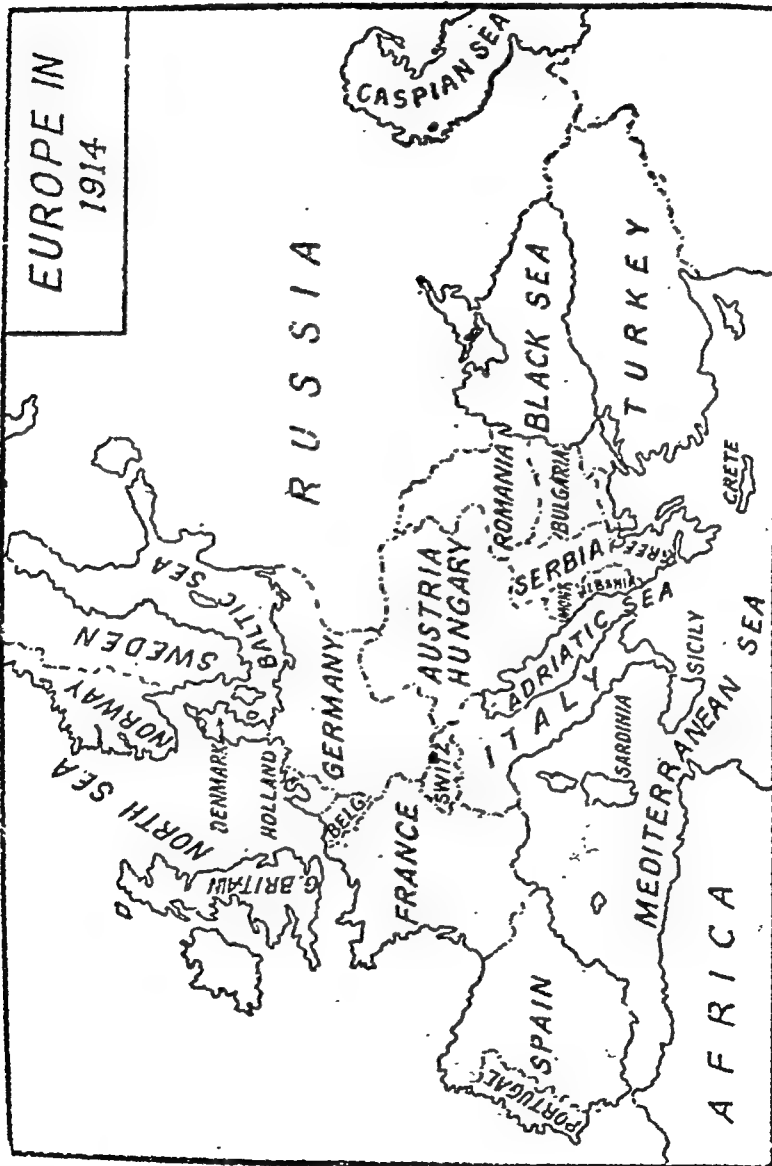 EUROPE IN
1914
CASPIAN SEA
RUSSIA
NORWAY
SWEDEN
BALTIC SEA
NORTH SEA
DENMARK
HOLLAND
G. BRITAIN
GERMANY
BELG.
FRANCE
SWITZ
AUSTRIA
HUNGARY
ROMANIA
BULGARIA
SERBIA
ALBANIA
GREE
BLACK SEA
TURKEY
ADRIATIC SEA
ITALY
SARDINIA
SICILY
CRETE
MEDITERRANEAN SEA
SPAIN
PORTUGAL
AFRICA